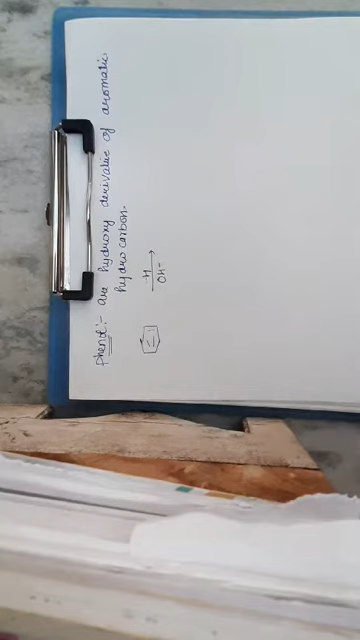 Phenol:- are hydroxy derivative of aromatic
hydro carbon.
-H
OH-